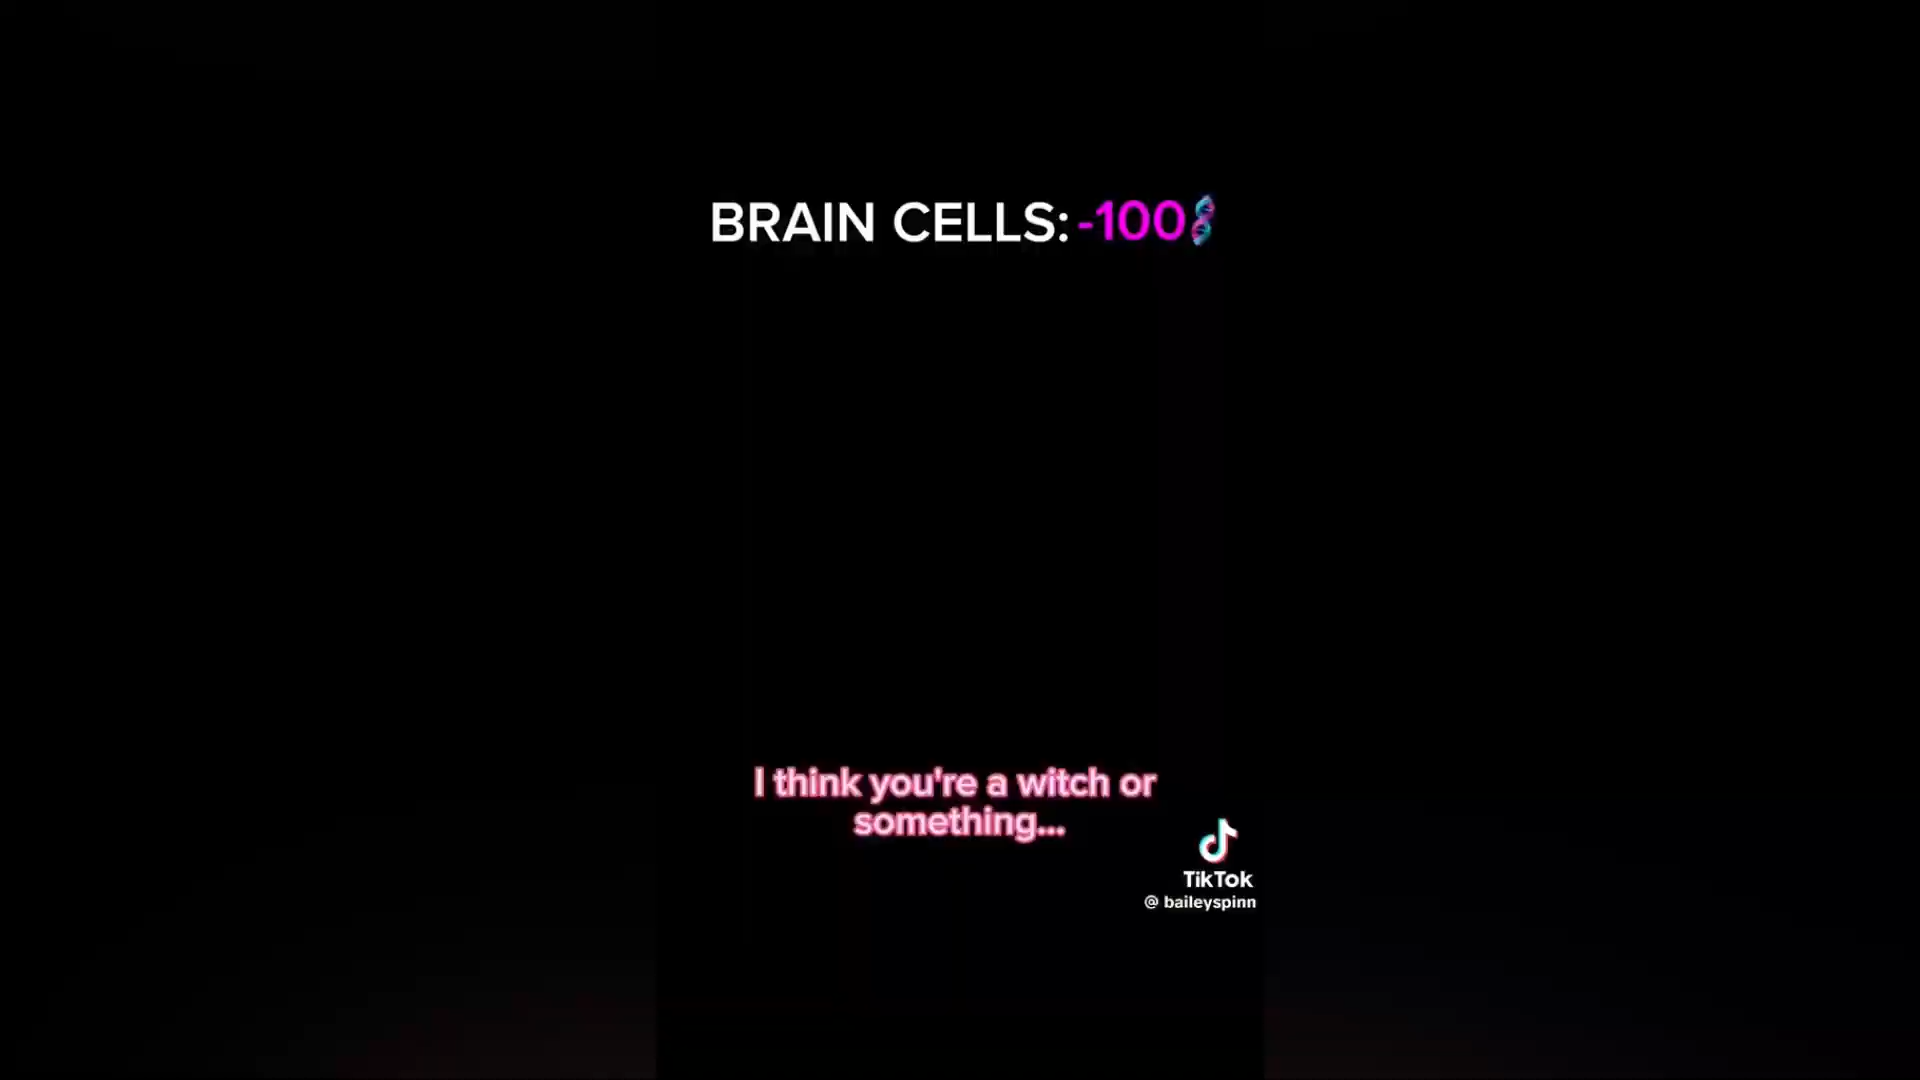 BRAIN CELLS: -100🧬
I think you're a witch or
something...
TikTok
@ baileyspinn